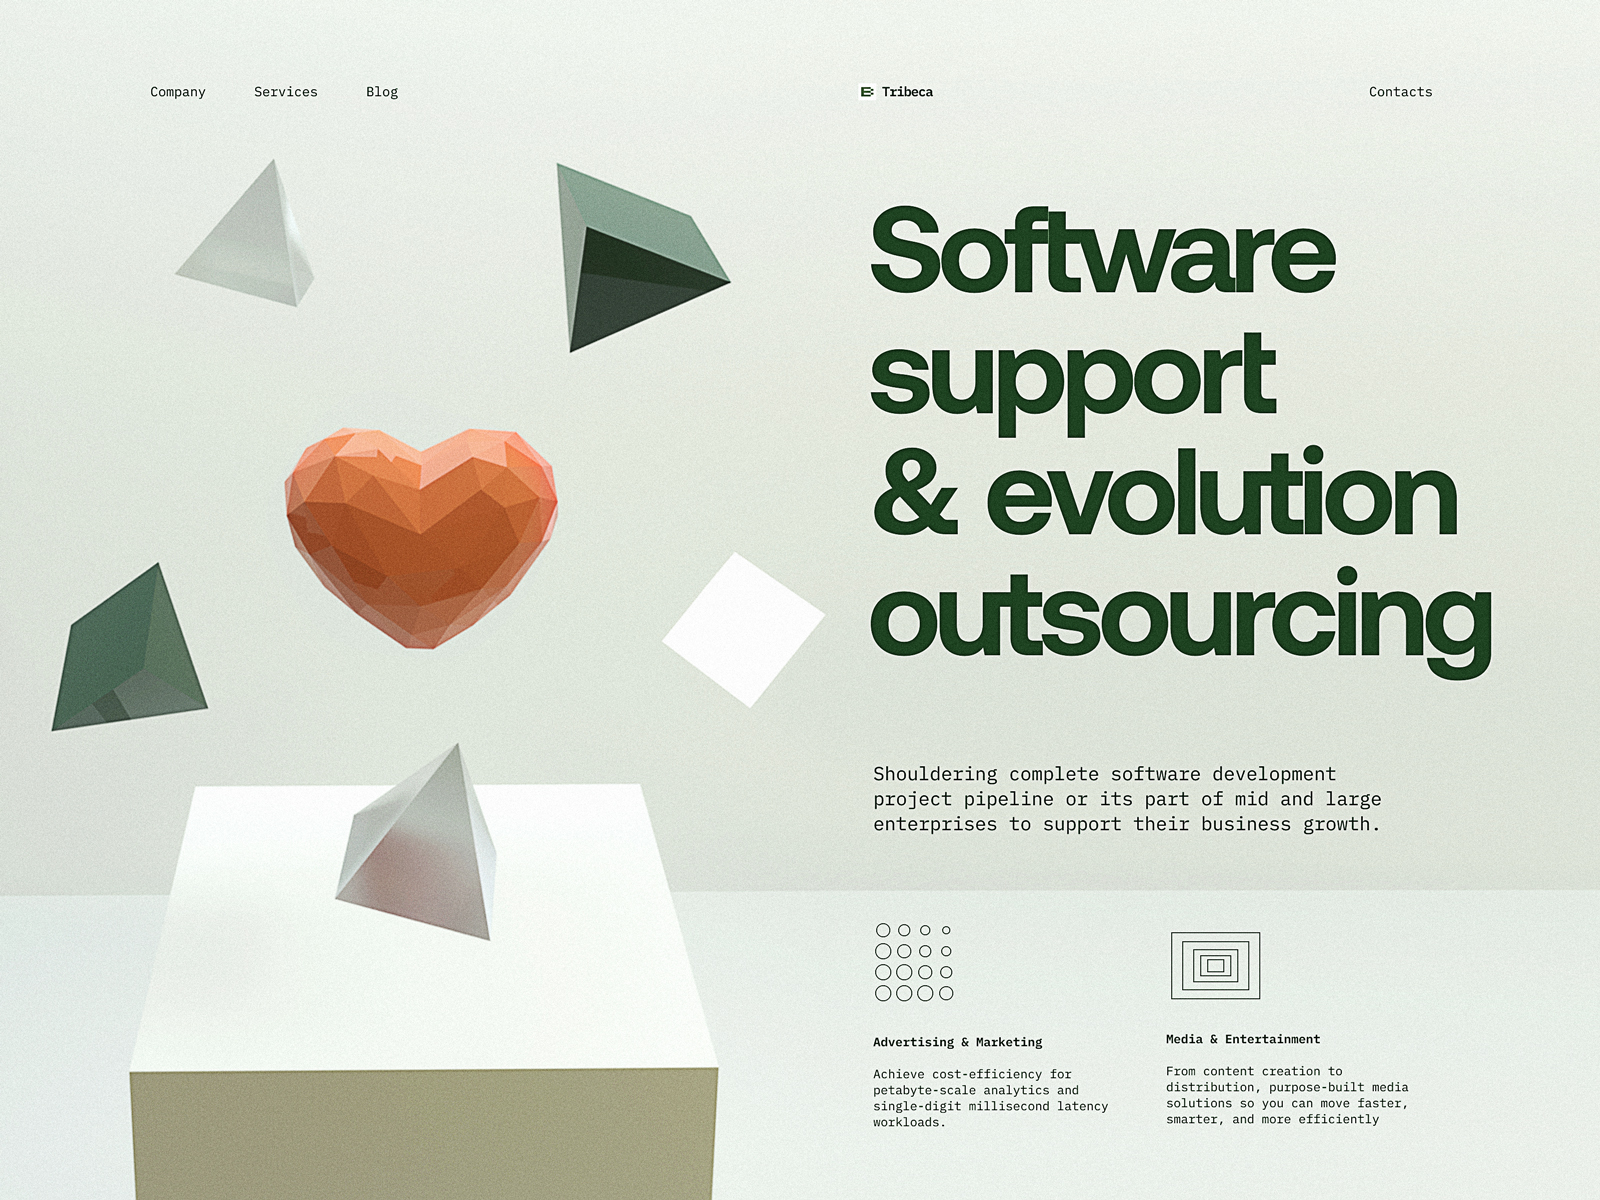 Company Services Blog Tribeca Contacts
Software
support
& evolution
outsourcing
Shouldering complete software development
project pipeline or its part of mid and large
enterprises to support their business growth.
Advertising & Marketing
Achieve cost-efficiency for
petabyte-scale analytics and
single-digit millisecond latency
workloads.
Media & Entertainment
From content creation to
distribution, purpose-built media
solutions so you can move faster,
smarter, and more efficiently